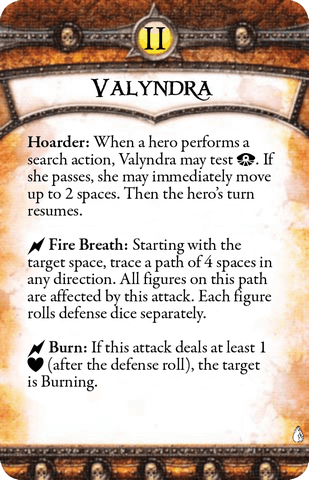 II
VALYNDRA
Hoarder: When a hero performs a
search action, Valyndra may test. If
she passes, she may immediately move
up to 2 spaces. Then the hero's turn
resumes.
Fire Breath: Starting with the
target space, trace a path of 4 spaces in
any direction. All figures on this path
are affected by this attack. Each figure
rolls defense dice separately.
Burn: If this attack deals at least 1
(after the defense roll), the target
is Burning.